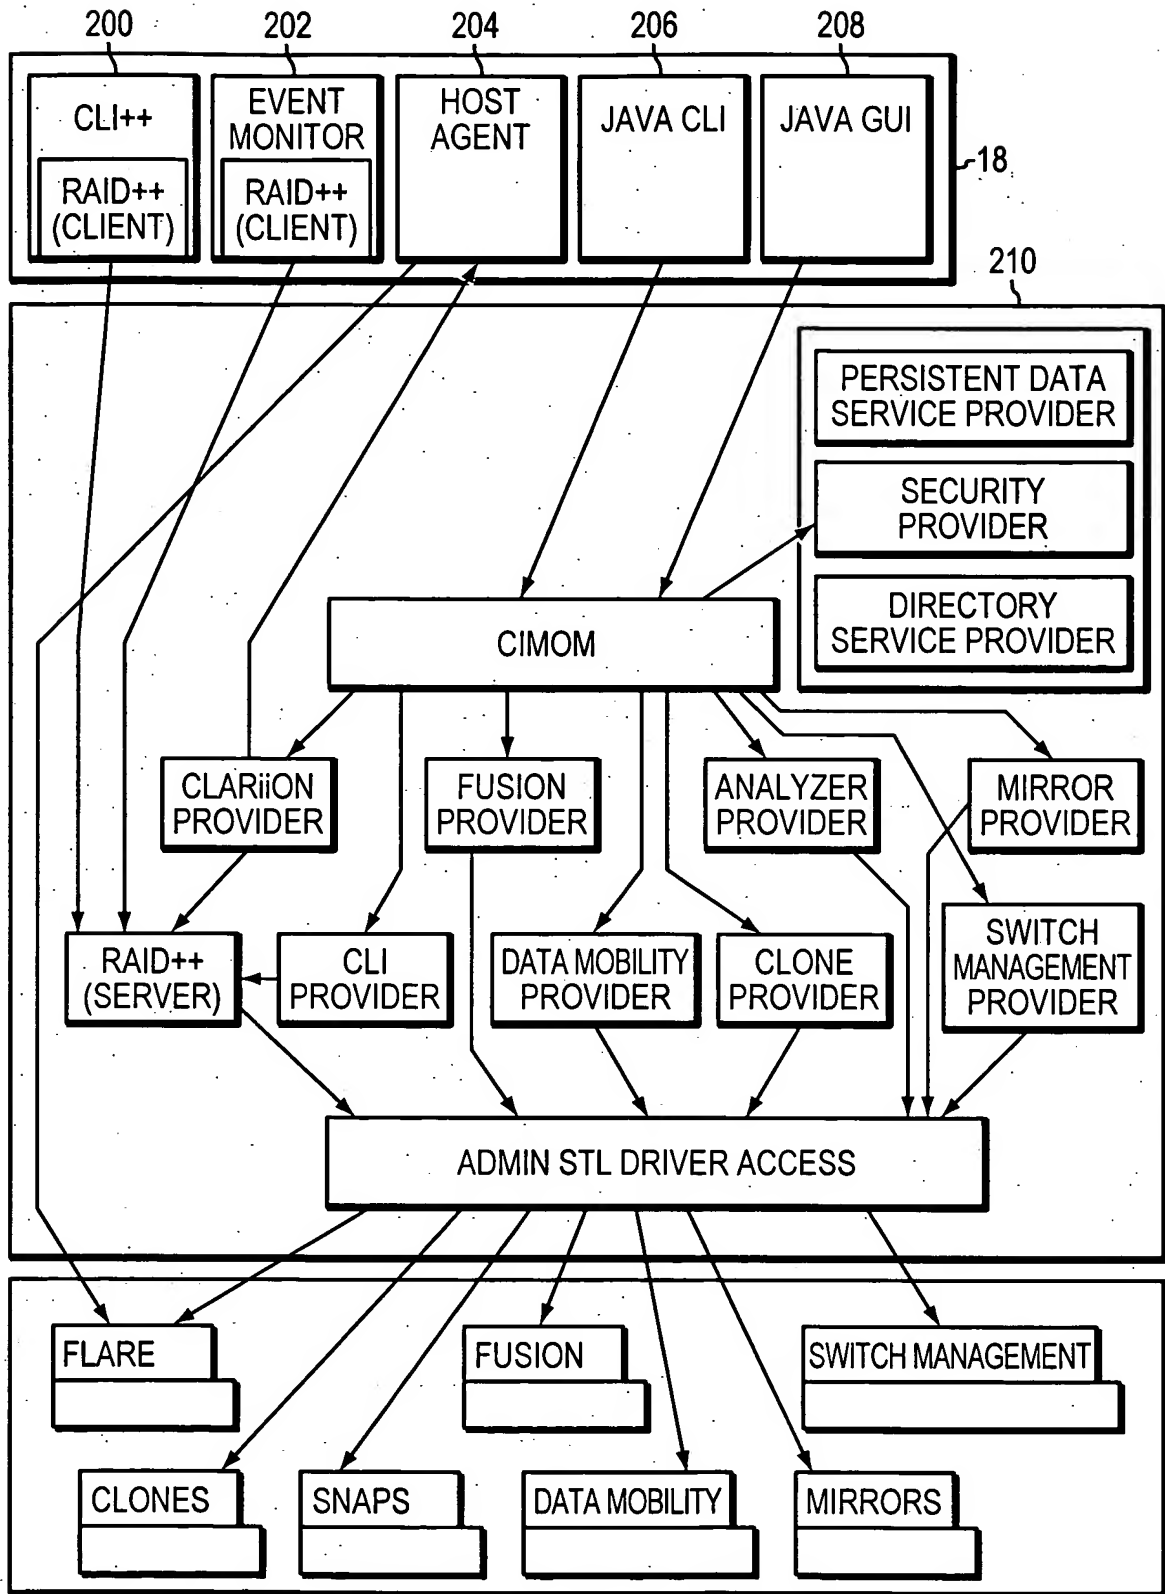 200 202 204 206 208
CLI++
RAID++
(CLIENT)
EVENT
MONITOR
RAID++
(CLIENT)
HOST
AGENT
JAVA CLI
JAVA GUI
18
210
PERSISTENT DATA
SERVICE PROVIDER
SECURITY
PROVIDER
DIRECTORY
SERVICE PROVIDER
CIMOM
CLARiiON
PROVIDER
FUSION
PROVIDER
ANALYZER
PROVIDER
MIRROR
PROVIDER
RAID++
(SERVER)
CLI
PROVIDER
DATA MOBILITY
PROVIDER
CLONE
PROVIDER
SWITCH
MANAGEMENT
PROVIDER
ADMIN STL DRIVER ACCESS
FLARE
FUSION
SWITCH MANAGEMENT
CLONES
SNAPS
DATA MOBILITY
MIRRORS